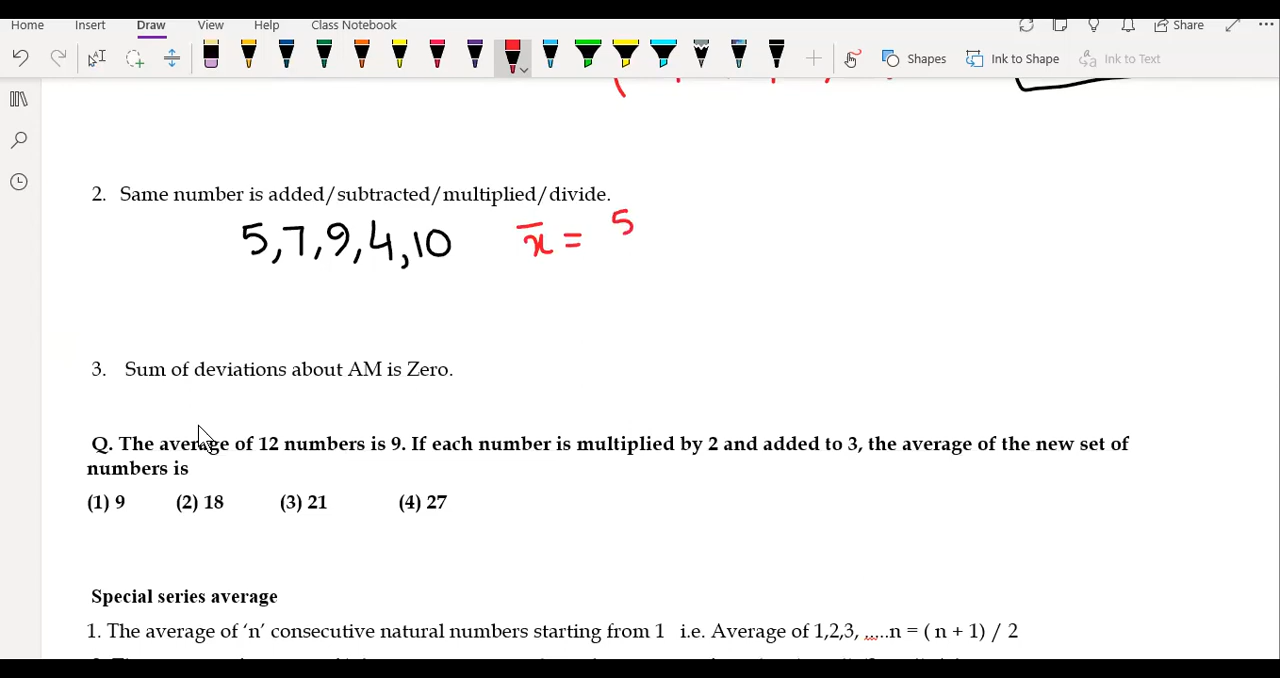 Home Insert Draw View Help Class Notebook Share
Shapes Ink to Shape Ink to Text
2. Same number is added/subtracted/multiplied/divide.
5,7,9,4,10 x̄ = 5
3. Sum of deviations about AM is Zero.
Q. The average of 12 numbers is 9. If each number is multiplied by 2 and added to 3, the average of the new set of
numbers is
(1) 9 (2) 18 (3) 21 (4) 27
Special series average
1. The average of ‘n’ consecutive natural numbers starting from 1 i.e. Average of 1,2,3, .....n = ( n + 1) / 2